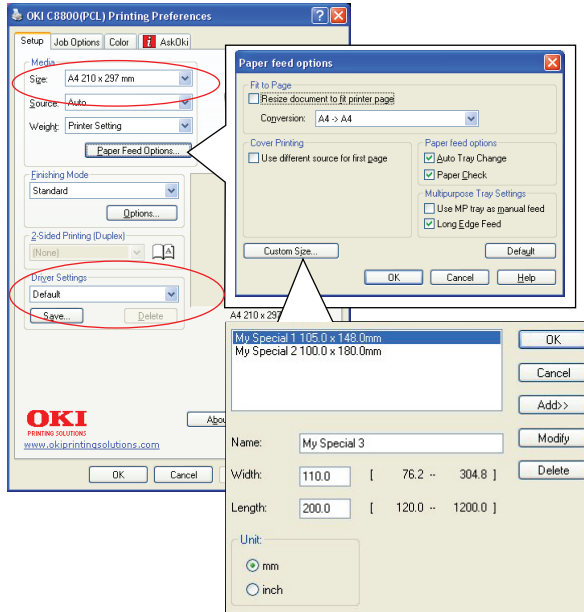 OKI C8800(PCL) Printing Preferences
Setup
Job Options
Color
AskOki
Media
Size:
A4 210 x 297 mm
Source:
Auto
Weight:
Printer Setting
Paper Feed Options...
Finishing Mode
Standard
Options...
2-Sided Printing (Duplex)
(None)
Driver Settings
Default
Save...
Delete
OKI
PRINTING SOLUTIONS
www.okiprintingsolutions.com
A4 210 x 297
Abou
OK
Cancel
Paper feed options
Fit to Page
Resize document to fit printer page
Conversion:
A4 -> A4
Cover Printing
Use different source for first page
Paper feed options
Auto Tray Change
Paper Check
Multipurpose Tray Settings
Use MP tray as manual feed
Long Edge Feed
Custom Size...
Default
OK
Cancel
Help
My Special 1 105.0 x 148.0mm
My Special 2 100.0 x 180.0mm
OK
Cancel
Add>>
Modify
Delete
Name:
My Special 3
Width:
110.0 [ 76.2 -- 304.8 ]
Length:
200.0 [ 120.0 -- 1200.0 ]
Unit:
mm
inch